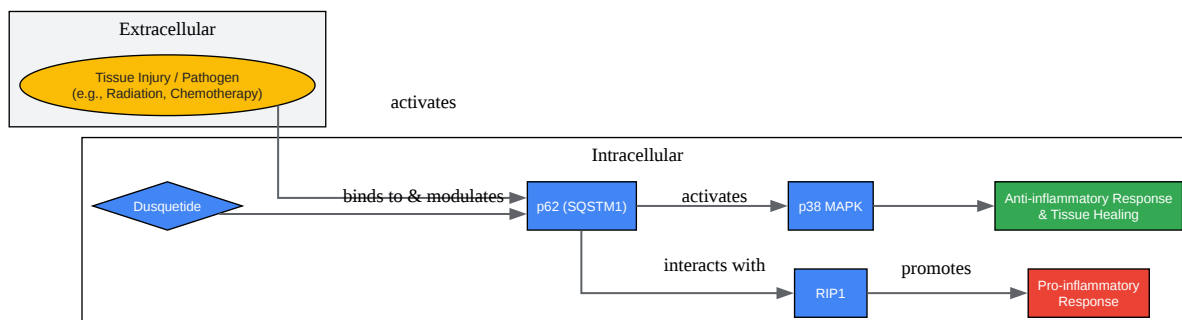 Extracellular
Tissue Injury / Pathogen
(e.g., Radiation, Chemotherapy)
activates
Intracellular
Dusquetide
binds to & modulates
p62 (SQSTM1)
activates
p38 MAPK
Anti-inflammatory Response
& Tissue Healing
interacts with
RIP1
promotes
Pro-inflammatory
Response